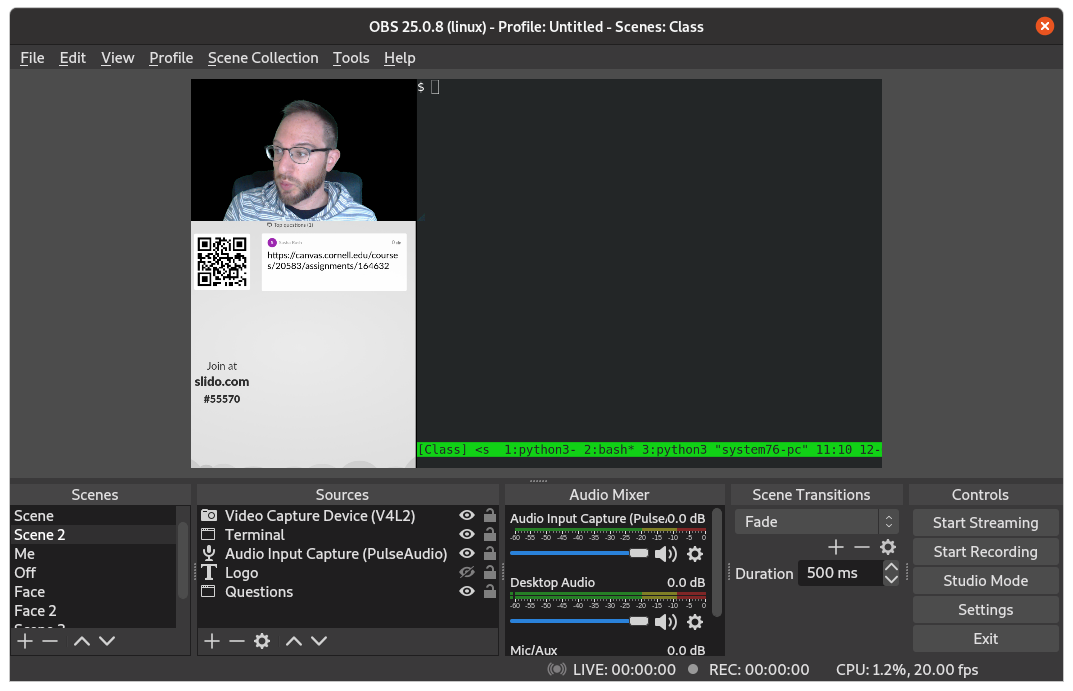 OBS 25.0.8 (linux) - Profile: Untitled - Scenes: Class
File Edit View Profile Scene Collection Tools Help
$
Top questions (1)
https://canvas.cornell.edu/course
s/20583/assignments/164632
Join at
slido.com
#55570
[Class] <s 1:python3- 2:bash* 3:python3 "system76-pc" 11:10 12-
Scenes
Scene
Scene 2
Me
Off
Face
Face 2
Scene 3
Sources
Video Capture Device (V4L2)
Terminal
Audio Input Capture (PulseAudio)
Logo
Questions
Audio Mixer
Audio Input Capture (Pulse 0.0 dB
-60 -55 -50 -45 -40 -35 -30 -25 -20 -15 -10 -5 0
Desktop Audio 0.0 dB
-60 -55 -50 -45 -40 -35 -30 -25 -20 -15 -10 -5 0
Mic/Aux 0.0 dB
Scene Transitions
Fade
Duration 500 ms
Controls
Start Streaming
Start Recording
Studio Mode
Settings
Exit
LIVE: 00:00:00 REC: 00:00:00 CPU: 1.2%, 20.00 fps